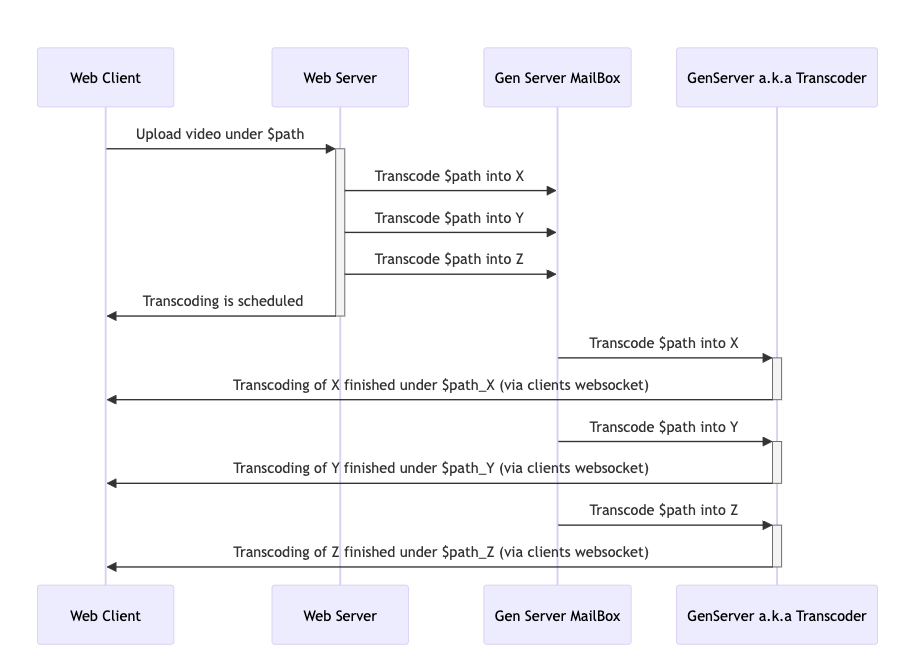 Web Client
Web Server
Gen Server MailBox
GenServer a.k.a Transcoder
Upload video under $path
Transcode $path into X
Transcode $path into Y
Transcode $path into Z
Transcoding is scheduled
Transcode $path into X
Transcoding of X finished under $path_X (via clients websocket)
Transcode $path into Y
Transcoding of Y finished under $path_Y (via clients websocket)
Transcode $path into Z
Transcoding of Z finished under $path_Z (via clients websocket)
Web Client
Web Server
Gen Server MailBox
GenServer a.k.a Transcoder